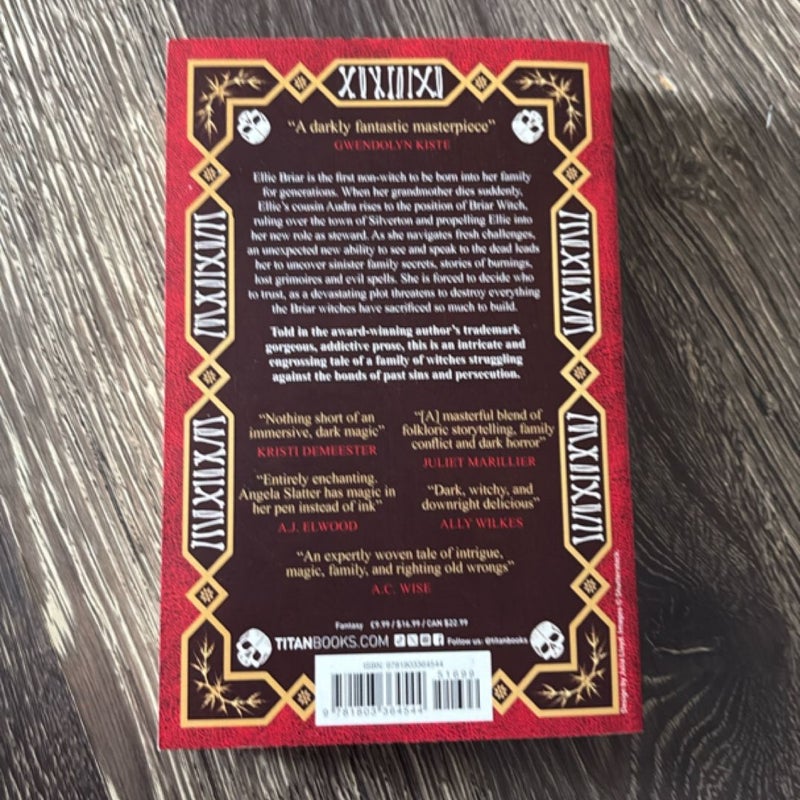 “A darkly fantastic masterpiece”
GWENDOLYN KISTE
Ellie Briar is the first non-witch to be born into her family
for generations. When her grandmother dies suddenly,
Ellie’s cousin Audra rises to the position of Briar Witch,
ruling over the town of Silverton and propelling Ellie into
her new role as steward. As she navigates fresh challenges,
an unexpected new ability to see and speak to the dead leads
her to uncover sinister family secrets, stories of burnings,
lost grimoires and evil spells. She is forced to decide who
to trust, as a devastating plot threatens to destroy everything
the Briar witches have sacrificed so much to build.
Told in the award-winning author’s trademark
gorgeous, addictive prose, this is an intricate and
engrossing tale of a family of witches struggling
against the bonds of past sins and persecution.
“Nothing short of an
immersive, dark magic”
KRISTI DEMEESTER
“[A] masterful blend of
folkloric storytelling, family
conflict and dark horror”
JULIET MARILLIER
“Entirely enchanting.
Angela Slatter has magic in
her pen instead of ink”
A.J. ELWOOD
“Dark, witchy, and
downright delicious”
ALLY WILKES
“An expertly woven tale of intrigue,
magic, family, and righting old wrongs”
A.C. WISE
Fantasy £9.99 / $16.99 / CAN $22.99
TITANBOOKS.COM Follow us: @titanbooks
ISBN: 9781803364544
51699
9 781803 364544
Design by Julia Lloyd. Images © Shutterstock.